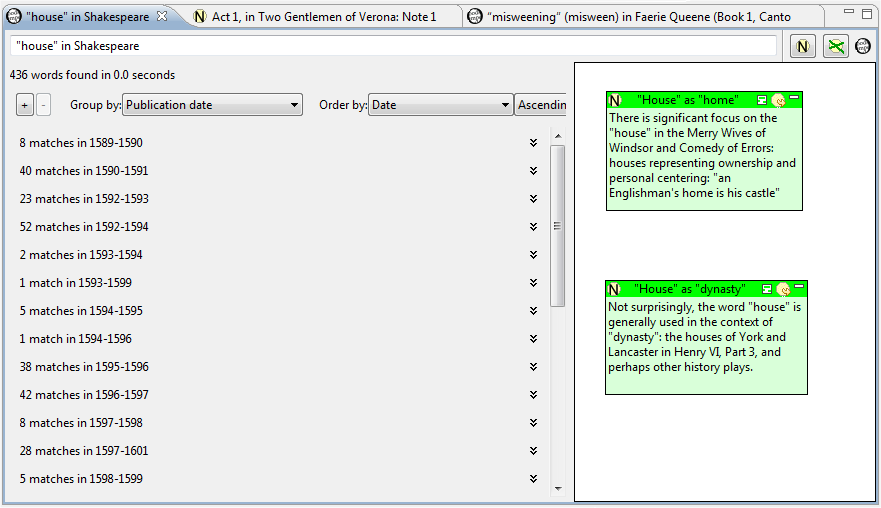 "house" in Shakespeare
Act 1, in Two Gentlemen of Verona: Note 1
"misweening" (misween) in Faerie Queene (Book 1, Canto
"house" in Shakespeare
436 words found in 0.0 seconds
+ - Group by: Publication date Order by: Date Ascendin
8 matches in 1589-1590
40 matches in 1590-1591
23 matches in 1592-1593
52 matches in 1592-1594
2 matches in 1593-1594
1 match in 1593-1599
5 matches in 1594-1595
1 match in 1594-1596
38 matches in 1595-1596
42 matches in 1596-1597
8 matches in 1597-1598
28 matches in 1597-1601
5 matches in 1598-1599
N "House" as "home"
There is significant focus on the
"house" in the Merry Wives of
Windsor and Comedy of Errors:
houses representing ownership and
personal centering: "an
Englishman's home is his castle"
N "House" as "dynasty"
Not surprisingly, the word "house" is
generally used in the context of
"dynasty": the houses of York and
Lancaster in Henry VI, Part 3, and
perhaps other history plays.